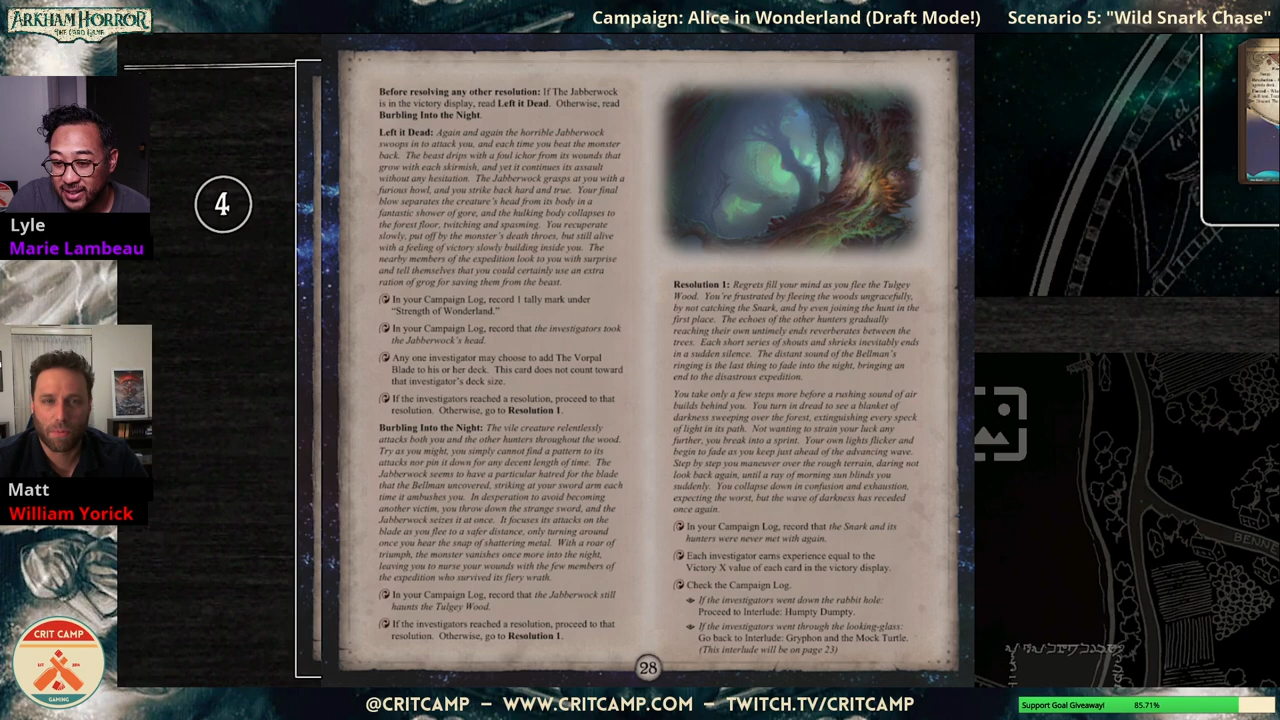 ARKHAM HORROR
THE CARD GAME
Campaign: Alice in Wonderland (Draft Mode!)
Scenario 5: "Wild Snark Chase"
Lyle
Marie Lambeau
4
Matt
William Yorick
CRIT CAMP
GAMING
Before resolving any other resolution: If The Jabberwock
is in the victory display, read Left it Dead. Otherwise, read
Burbling Into the Night.
Left it Dead: Again and again the horrible Jabberwock
swoops in to attack you, and each time you beat the monster
back. The beast drips with a foul ichor from its wounds that
grow with each skirmish, and yet it continues its assault
without any hesitation. The Jabberwock grasps at you with a
furious howl, and you strike back hard and true. Your final
blow separates the creature's head from its body in a
fantastic shower of gore, and the hulking body collapses to
the forest floor, twitching and spasming. You recuperate
slowly, put off by the monster's death throes, but still alive
with a feeling of victory slowly building inside you. The
nearby members of the expedition look to you with surprise
and tell themselves that you could certainly use an extra
ration of grog for saving them from the beast.
In your Campaign Log, record 1 tally mark under
"Strength of Wonderland."
In your Campaign Log, record that the investigators took
the Jabberwock's head.
Any one investigator may choose to add The Vorpal
Blade to his or her deck. This card does not count toward
that investigator's deck size.
If the investigators reached a resolution, proceed to that
resolution. Otherwise, go to Resolution 1.
Burbling Into the Night: The vile creature relentlessly
attacks both you and the other hunters throughout the wood.
Try as you might, you simply cannot find a pattern to its
attacks nor pin it down for any decent length of time. The
Jabberwock seems to have a particular hatred for the blade
that the Bellman uncovered, striking at your sword arm each
time it ambushes you. In desperation to avoid becoming
another victim, you throw down the strange sword, and the
Jabberwock seizes it at once. It focuses its attacks on the
blade as you flee to a safer distance, only turning around
once you hear the snap of shattering metal. With a roar of
triumph, the monster vanishes once more into the night,
leaving you to nurse your wounds with the few members of
the expedition who survived its fiery wrath.
In your Campaign Log, record that the Jabberwock still
haunts the Tulgey Wood.
If the investigators reached a resolution, proceed to that
resolution. Otherwise, go to Resolution 1.
Resolution 1: Regrets fill your mind as you flee the Tulgey
Wood. You're frustrated by fleeing the woods ungracefully,
by not catching the Snark, and by even joining the hunt in the
first place. The echoes of the other hunters gradually
reaching their own untimely ends reverberates between the
trees. Each short series of shouts and shrieks inevitably ends
in a sudden silence. The distant sound of the Bellman's
ringing is the last thing to fade into the night, bringing an
end to the disastrous expedition.
You take only a few steps more before a rushing sound of air
builds behind you. You turn in dread to see a blanket of
darkness sweeping over the forest, extinguishing every speck
of light in its path. Not wanting to strain your luck any
further, you break into a sprint. Your own lights flicker and
begin to fade as you keep just ahead of the advancing wave.
Step by step you maneuver over the rough terrain, daring not
look back again, until a ray of morning sun blinds you
suddenly. You collapse down in confusion and exhaustion,
expecting the worst, but the wave of darkness has receded
once again.
In your Campaign Log, record that the Snark and its
hunters were never met with again.
Each investigator earns experience equal to the
Victory X value of each card in the victory display.
Check the Campaign Log.
If the investigators went down the rabbit hole:
Proceed to Interlude: Humpty Dumpty.
If the investigators went through the looking-glass:
Go back to Interlude: Gryphon and the Mock Turtle.
(This interlude will be on page 23)
28
@CRITCAMP – WWW.CRITCAMP.COM – TWITCH.TV/CRITCAMP
Support Goal Giveaway! 85.71%